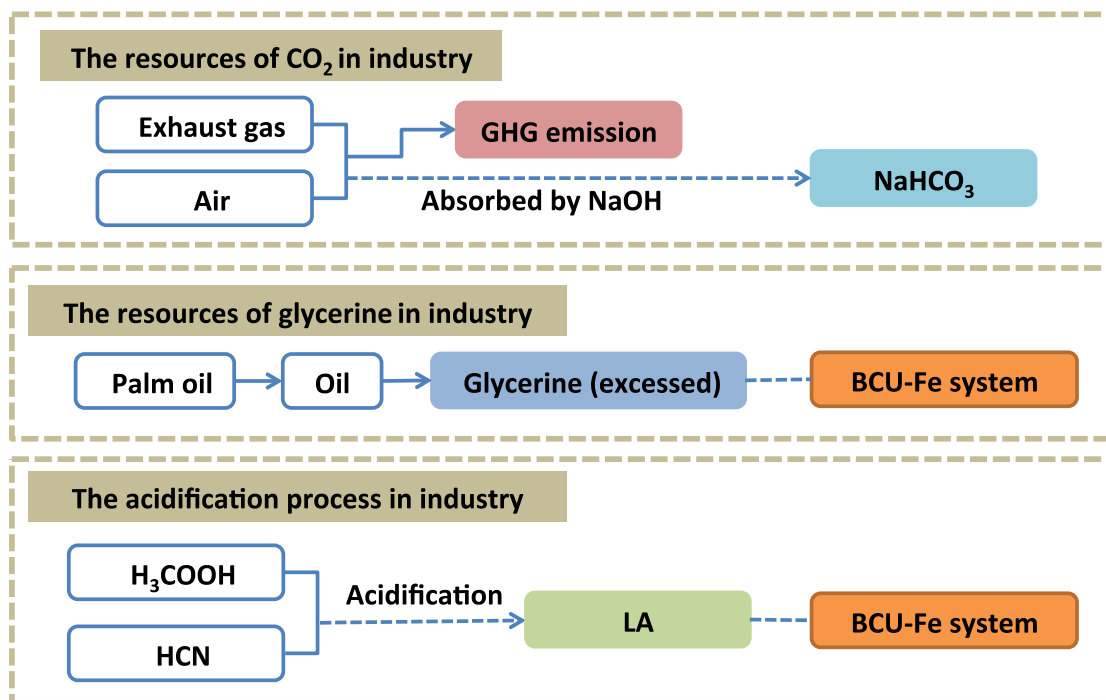 The resources of CO₂ in industry
Exhaust gas
GHG emission
Air
Absorbed by NaOH
NaHCO₃
The resources of glycerine in industry
Palm oil
Oil
Glycerine (excessed)
BCU-Fe system
The acidification process in industry
H₃COOH
Acidification
HCN
LA
BCU-Fe system